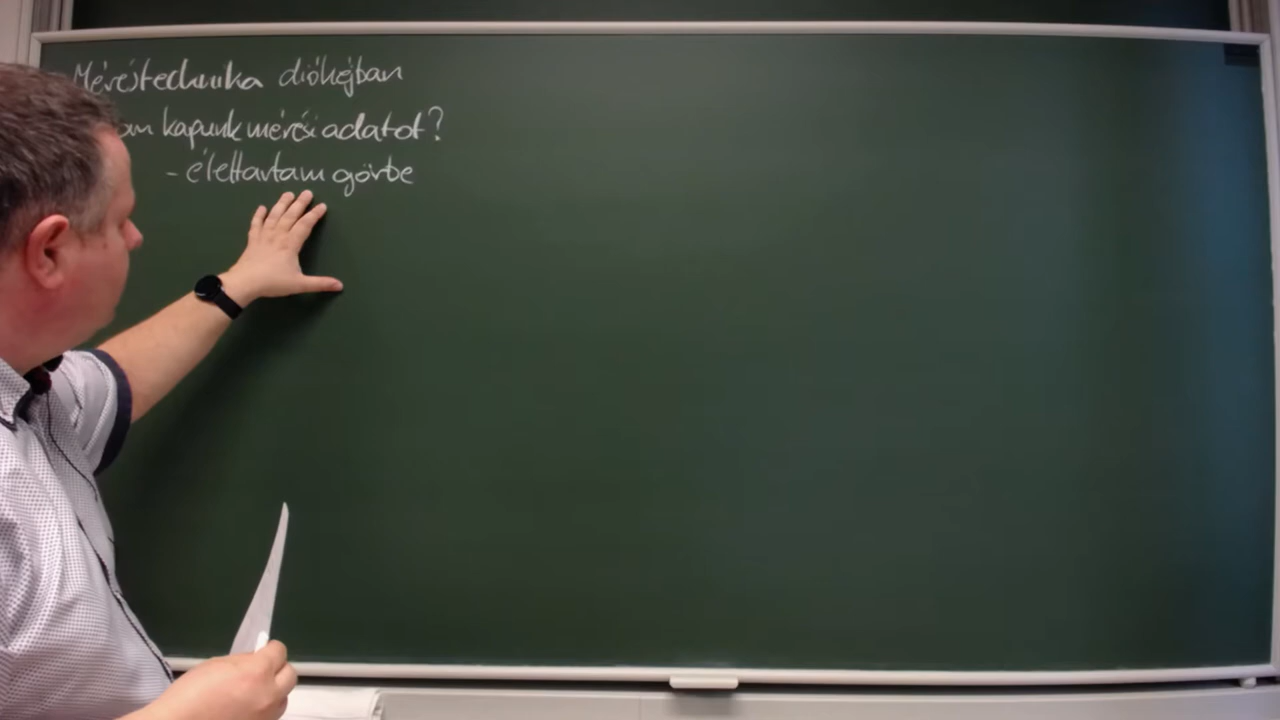 Méréstechnika dióhéjban
kapunk mérési adatot?
- élettartam görbe